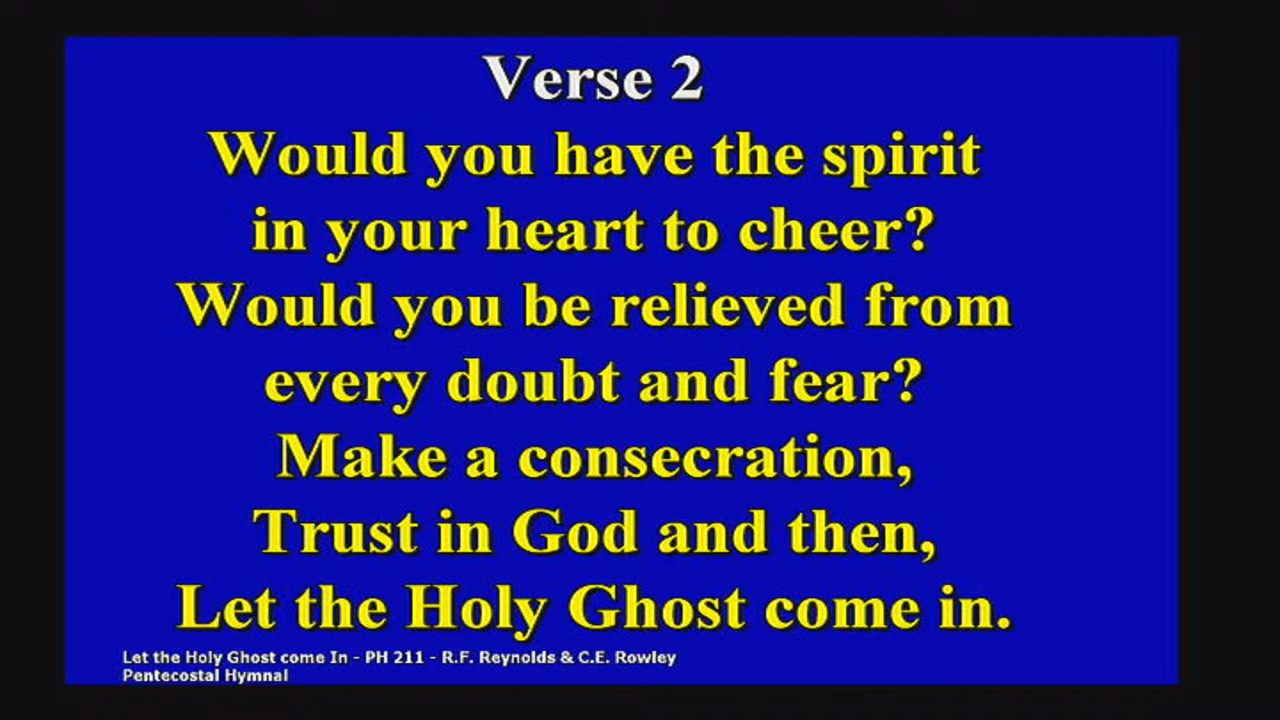 Verse 2
Would you have the spirit
in your heart to cheer?
Would you be relieved from
every doubt and fear?
Make a consecration,
Trust in God and then,
Let the Holy Ghost come in.
Let the Holy Ghost come In - PH 211 - R.F. Reynolds & C.E. Rowley
Pentecostal Hymnal